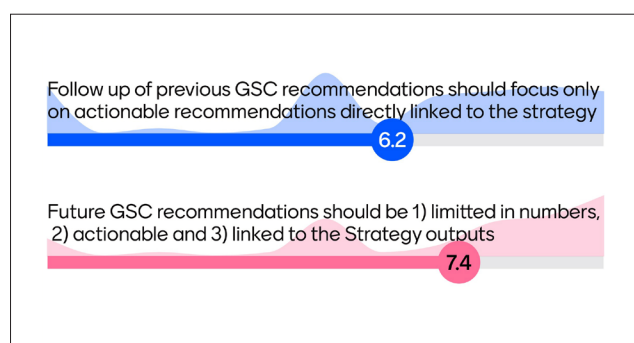 Follow up of previous GSC recommendations should focus only
on actionable recommendations directly linked to the strategy
6.2
Future GSC recommendations should be 1) limitted in numbers,
2) actionable and 3) linked to the Strategy outputs
7.4